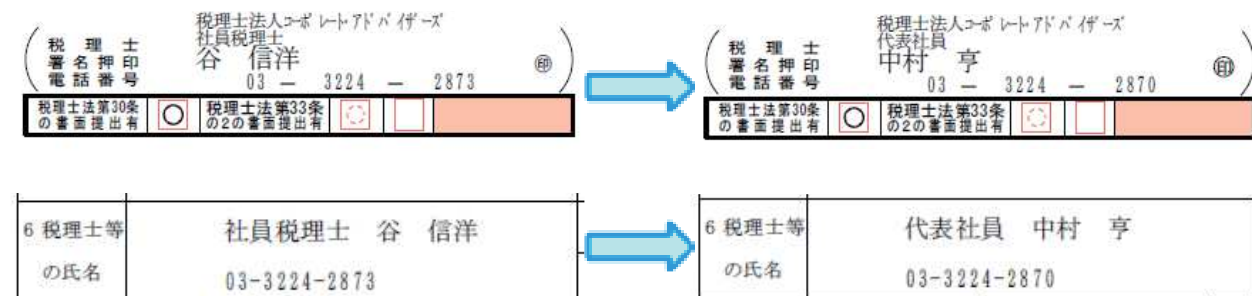 税理士法人コーポレートアドバイザーズ
社員税理士
税理士
署名押印
電話番号
谷 信洋
印
03 ― 3224 ― 2873
税理士法第30条
の書面提出有
○
税理士法第33条
の2の書面提出有
税理士法人コーポレートアドバイザーズ
代表社員
税理士
署名押印
電話番号
中村 亨
印
03 ― 3224 ― 2870
税理士法第30条
の書面提出有
○
税理士法第33条
の2の書面提出有
6 税理士等
の氏名
社員税理士 谷 信洋
03-3224-2873
6 税理士等
の氏名
代表社員 中村 亨
03-3224-2870